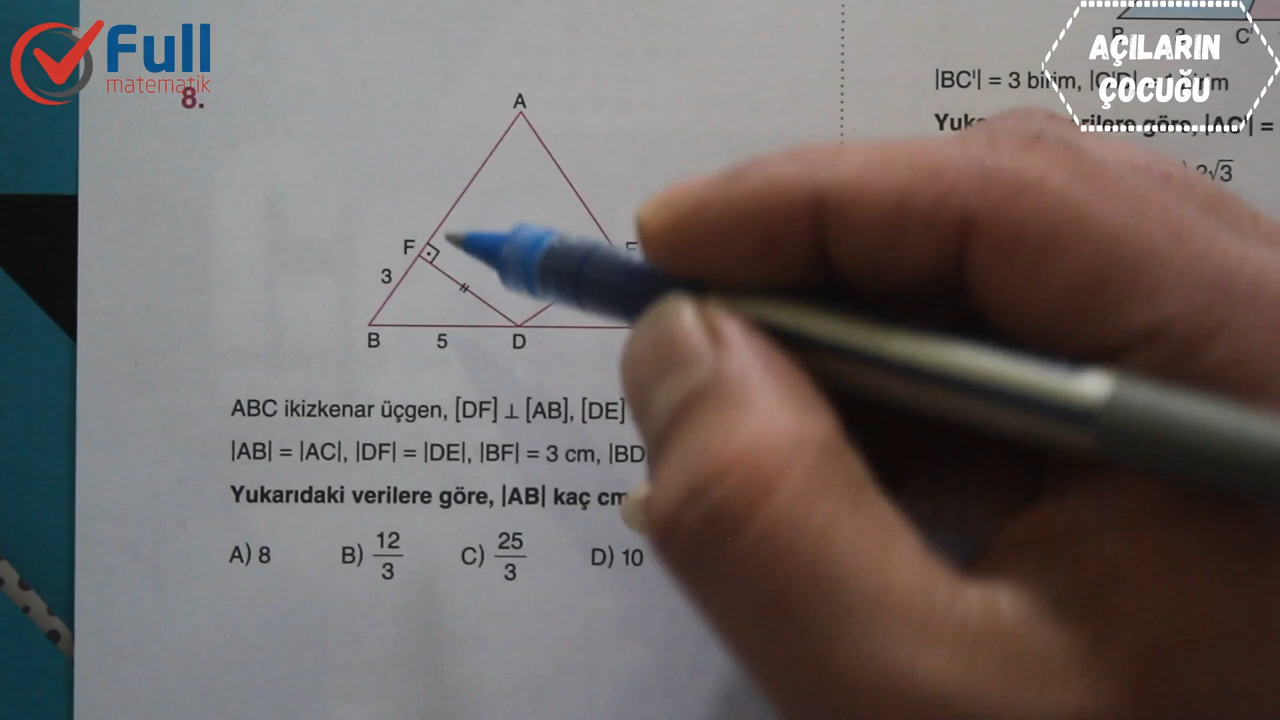 Full
matematik
AÇILARIN
ÇOCUĞU
8.
A
F
3
B
5
D
ABC ikizkenar üçgen, [DF] ⊥ [AB], [DE]
|AB| = |AC|, |DF| = |DE|, |BF| = 3 cm, |BD
Yukarıdaki verilere göre, |AB| kaç cm
A) 8 B) 12/3 C) 25/3 D) 10
C'
|BC'| = 3 birim, |C'D| = 1 birim
verilere göre, |AC'| =
2√3